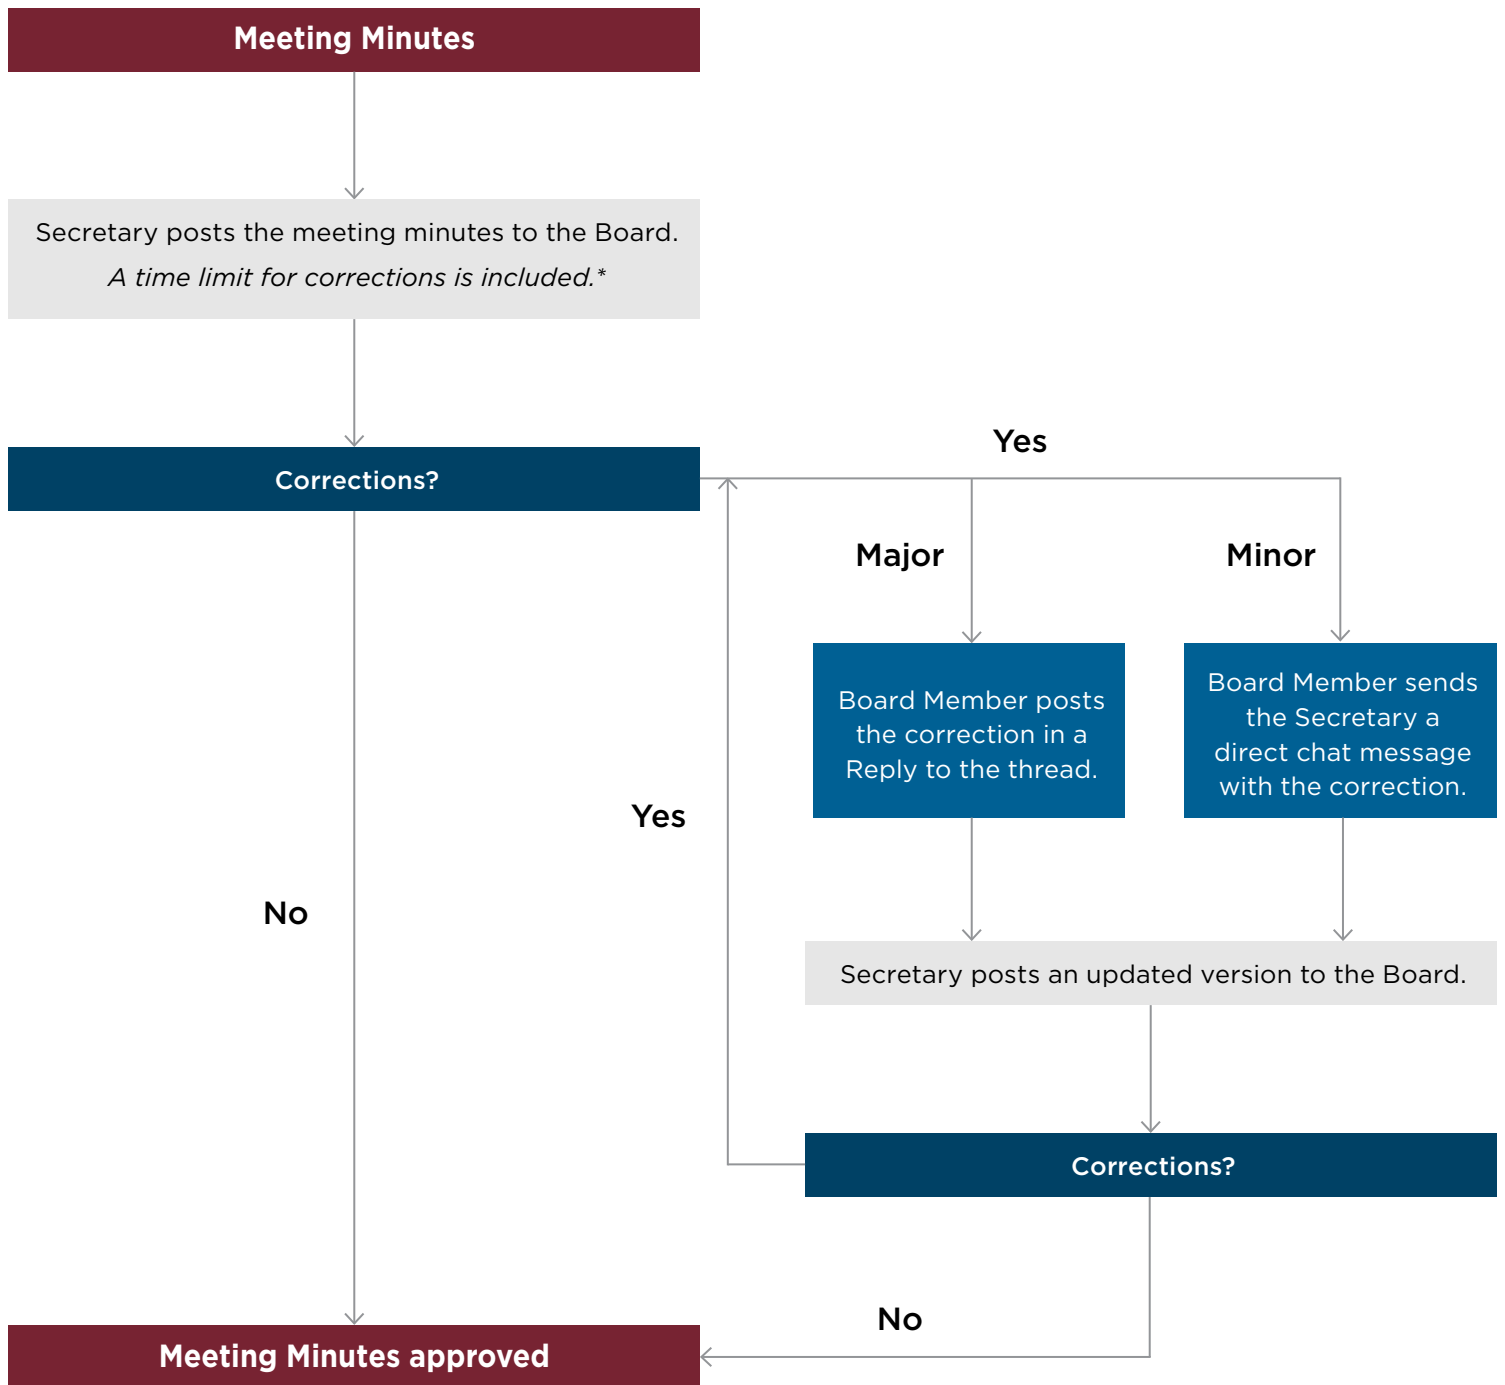 Meeting Minutes
Secretary posts the meeting minutes to the Board.
A time limit for corrections is included.*
Corrections?
Yes
Major
Minor
Board Member posts
the correction in a
Reply to the thread.
Board Member sends
the Secretary a
direct chat message
with the correction.
Yes
No
Secretary posts an updated version to the Board.
Corrections?
No
Meeting Minutes approved